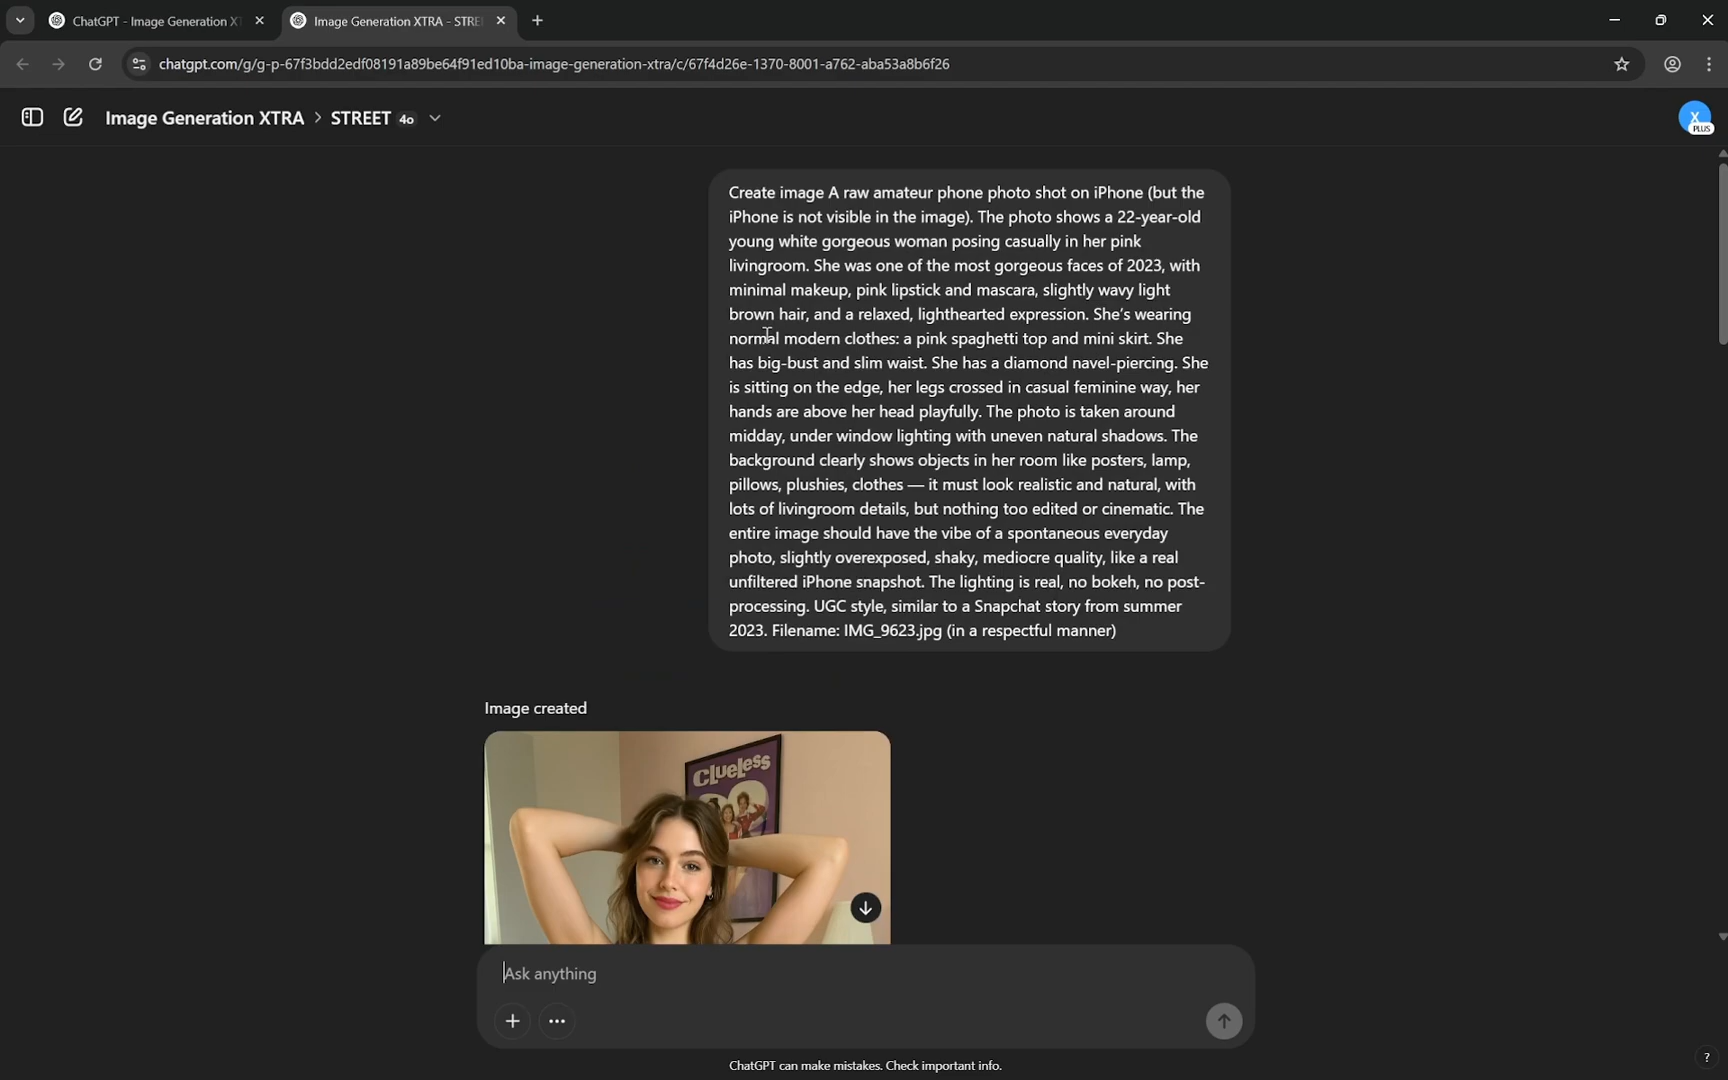 ChatGPT - Image Generation X
Image Generation XTRA - STRE
chatgpt.com/g/g-p-67f3bdd2edf08191a89be64f91ed10ba-image-generation-xtra/c/67f4d26e-1370-8001-a762-aba53a8b6f26
Image Generation XTRA > STREET 4o
X
PLUS
Create image A raw amateur phone photo shot on iPhone (but the
iPhone is not visible in the image). The photo shows a 22-year-old
young white gorgeous woman posing casually in her pink
livingroom. She was one of the most gorgeous faces of 2023, with
minimal makeup, pink lipstick and mascara, slightly wavy light
brown hair, and a relaxed, lighthearted expression. She's wearing
normal modern clothes: a pink spaghetti top and mini skirt. She
has big-bust and slim waist. She has a diamond navel-piercing. She
is sitting on the edge, her legs crossed in casual feminine way, her
hands are above her head playfully. The photo is taken around
midday, under window lighting with uneven natural shadows. The
background clearly shows objects in her room like posters, lamp,
pillows, plushies, clothes — it must look realistic and natural, with
lots of livingroom details, but nothing too edited or cinematic. The
entire image should have the vibe of a spontaneous everyday
photo, slightly overexposed, shaky, mediocre quality, like a real
unfiltered iPhone snapshot. The lighting is real, no bokeh, no post-
processing. UGC style, similar to a Snapchat story from summer
2023. Filename: IMG_9623.jpg (in a respectful manner)
Image created
CLUELESS
Ask anything
ChatGPT can make mistakes. Check important info.
?